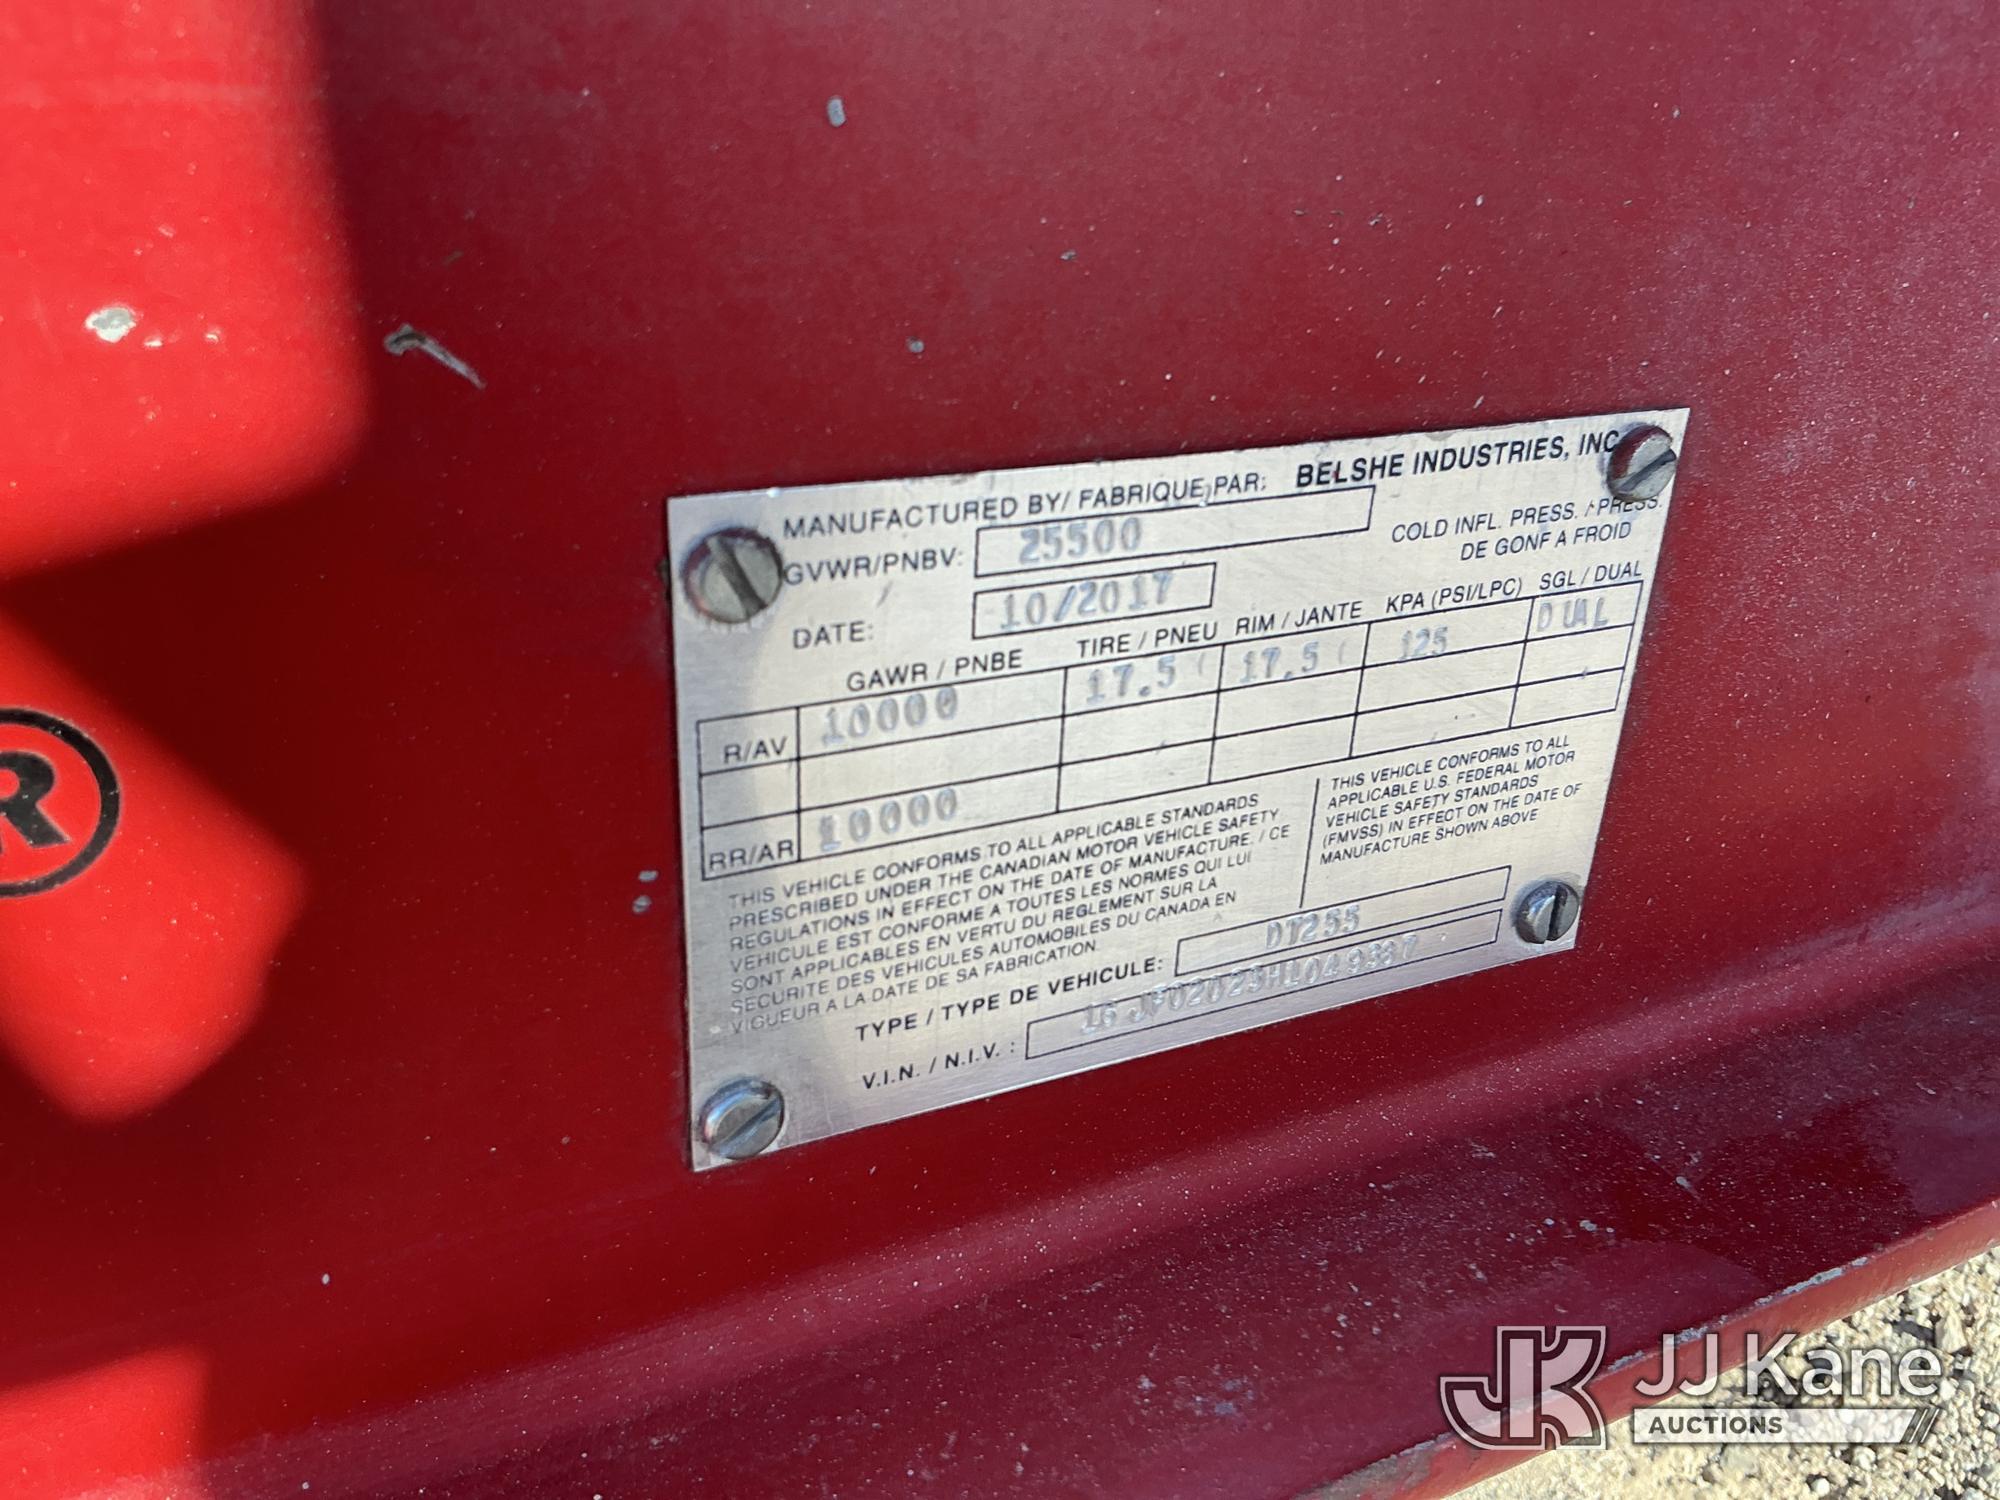 MANUFACTURED BY/ FABRIQUE PAR: BELSHE INDUSTRIES, INC
GVWR/PNBV: 25500
COLD INFL. PRESS. / PRESS.
DE GONF A FROID
DATE: 10/2017
GAWR / PNBE TIRE / PNEU RIM / JANTE KPA (PSI/LPC) SGL / DUAL
R/AV 10000 17.5 ( 17.5 ( 125 DUAL
RR/AR 10000
THIS VEHICLE CONFORMS TO ALL APPLICABLE STANDARDS
PRESCRIBED UNDER THE CANADIAN MOTOR VEHICLE SAFETY
REGULATIONS IN EFFECT ON THE DATE OF MANUFACTURE. / CE
VEHICULE EST CONFORME A TOUTES LES NORMES QUI LUI
SONT APPLICABLES EN VERTU DU REGLEMENT SUR LA
SECURITE DES VEHICULES AUTOMOBILES DU CANADA EN
VIGUEUR A LA DATE DE SA FABRICATION.
THIS VEHICLE CONFORMS TO ALL
APPLICABLE U.S. FEDERAL MOTOR
VEHICLE SAFETY STANDARDS
(FMVSS) IN EFFECT ON THE DATE OF
MANUFACTURE SHOWN ABOVE
TYPE / TYPE DE VEHICULE: DT255
V.I.N. / N.I.V. :
R
JK JJ Kane
AUCTIONS